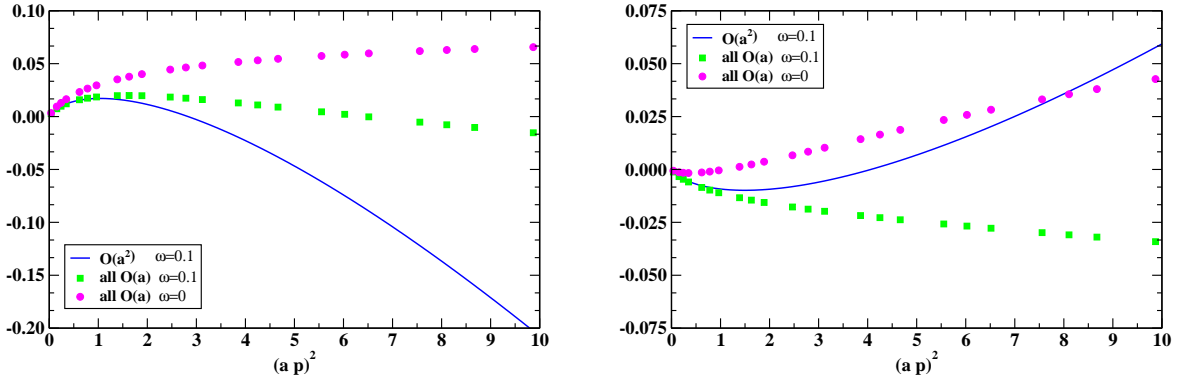 0.10
0.05
0.00
-0.05
-0.10
-0.15
-0.20
O(a²) ω=0.1
all O(a) ω=0.1
all O(a) ω=0
0 1 2 3 4 5 6 7 8 9 10
(a p)²
0.075
0.050
0.025
0.000
-0.025
-0.050
-0.075
O(a²) ω=0.1
all O(a) ω=0.1
all O(a) ω=0
0 1 2 3 4 5 6 7 8 9 10
(a p)²